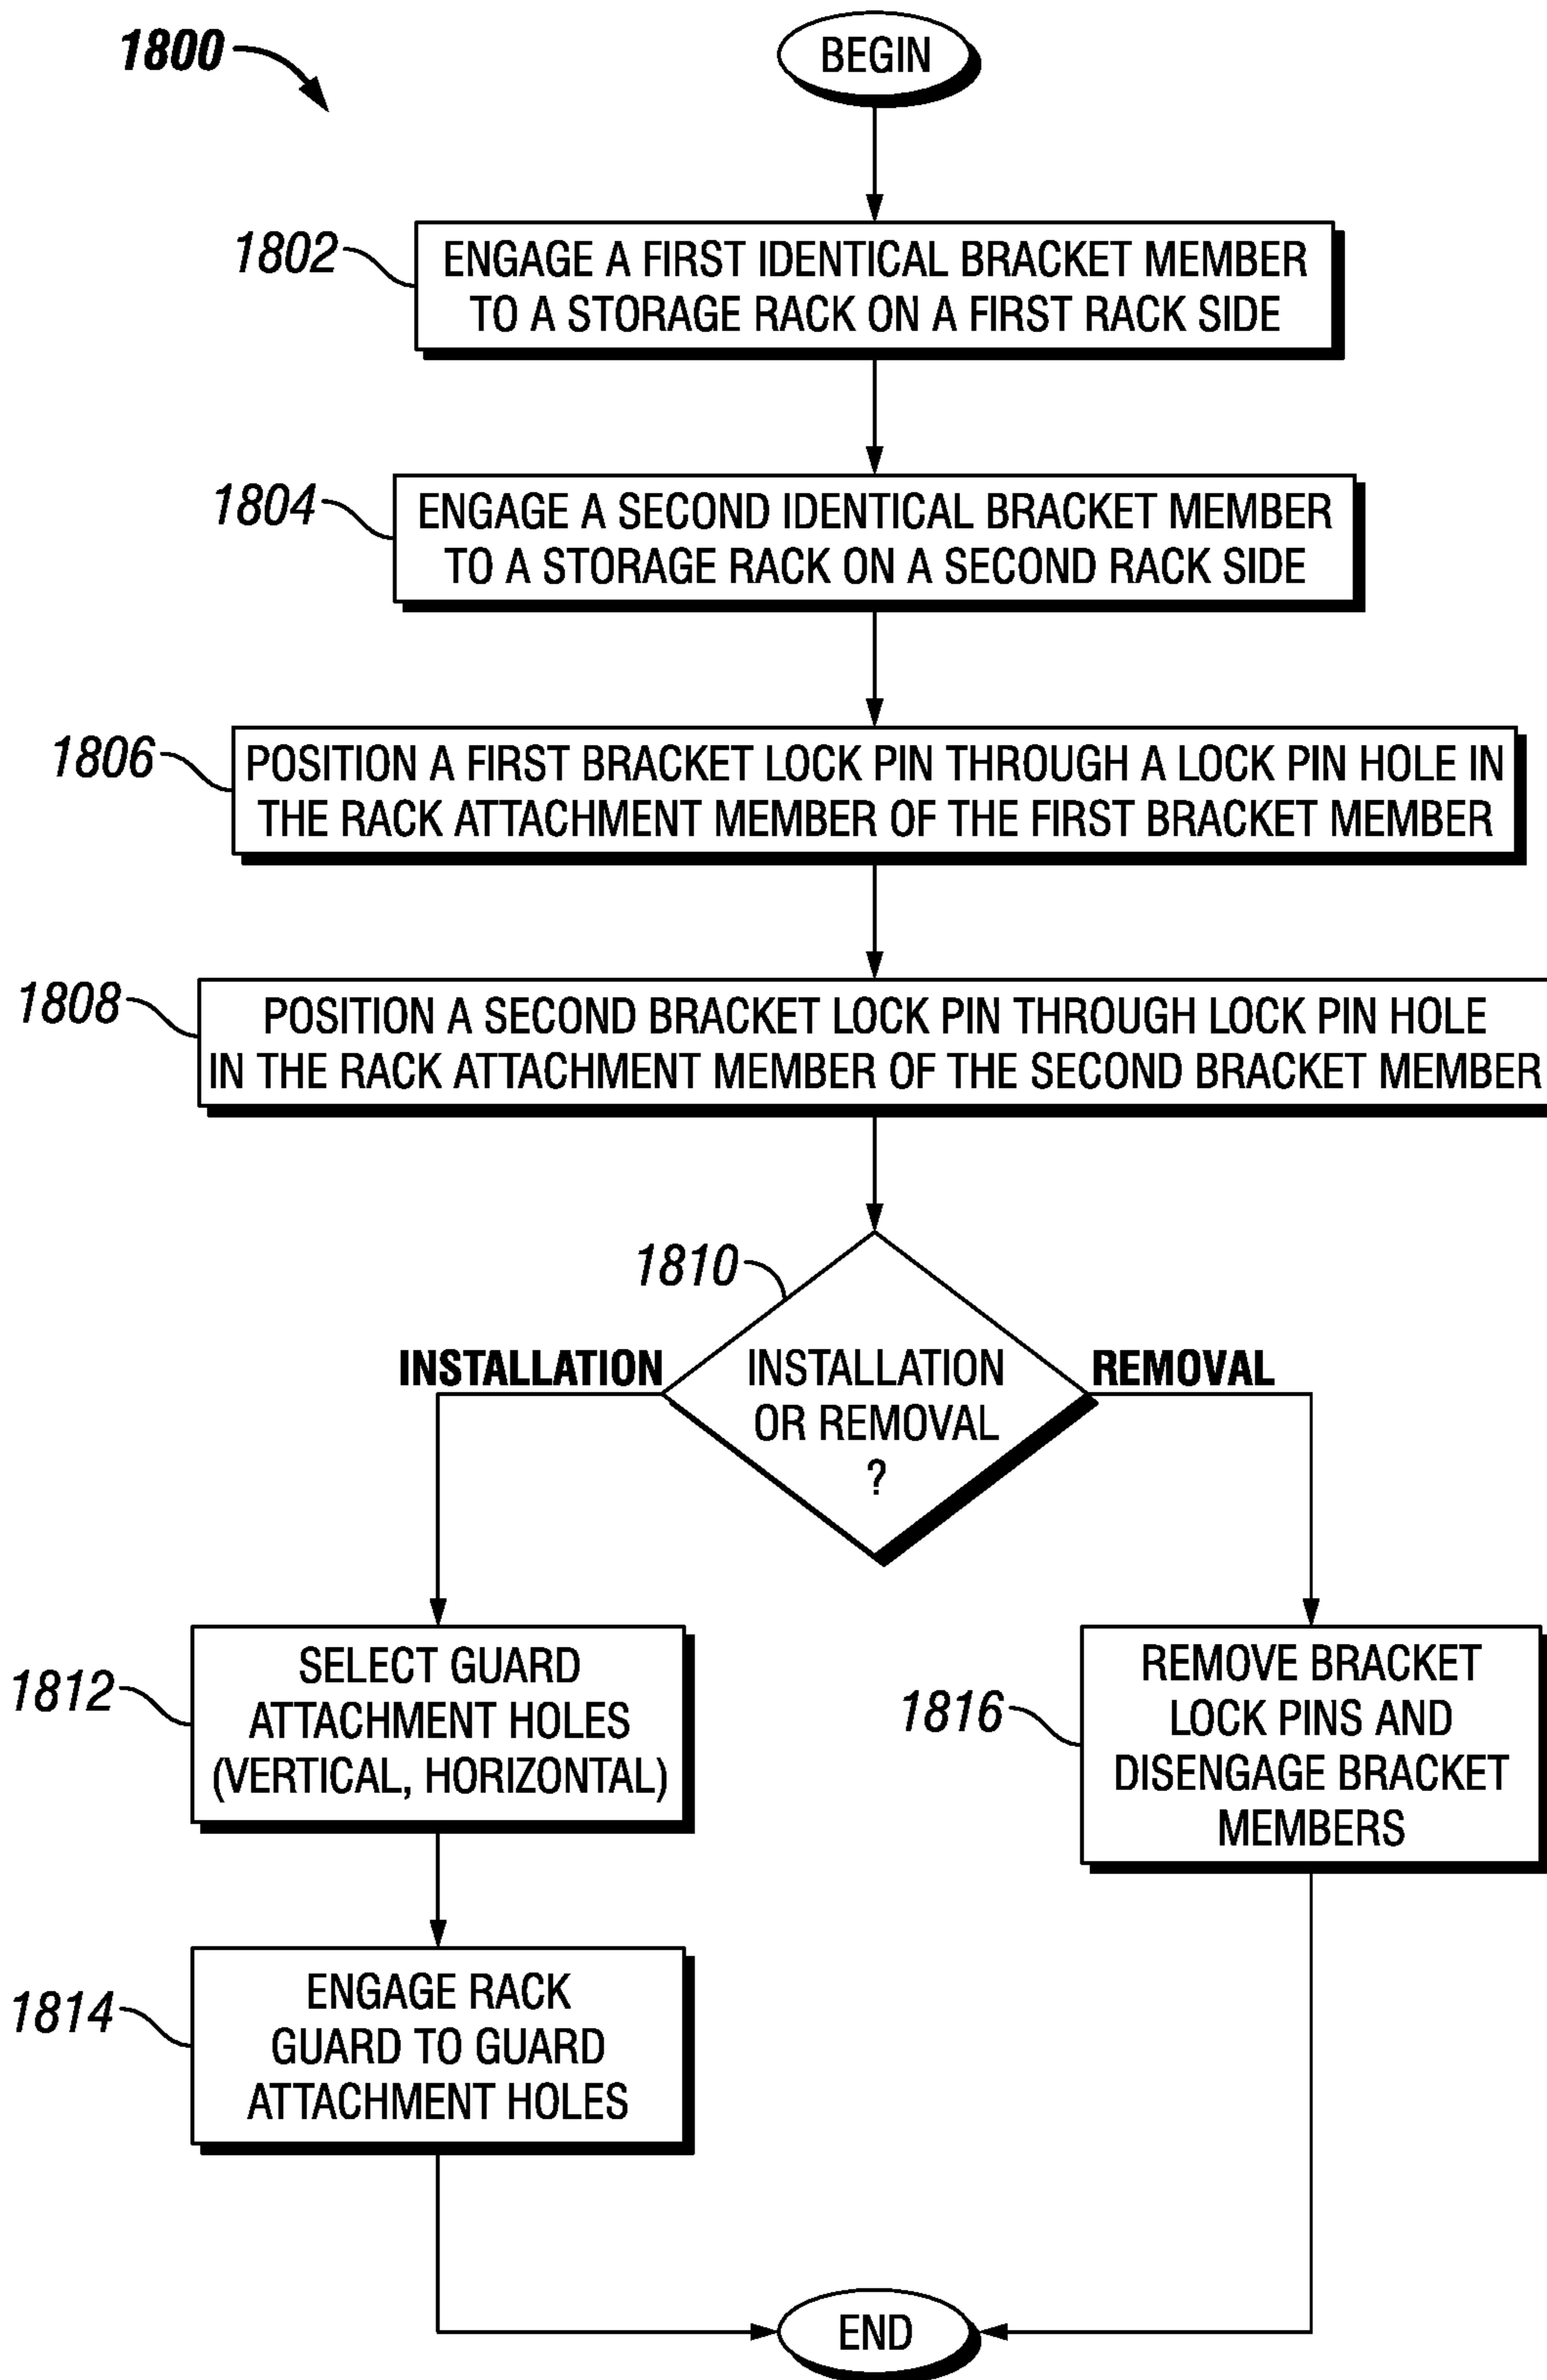 1800
BEGIN
1802
ENGAGE A FIRST IDENTICAL BRACKET MEMBER
TO A STORAGE RACK ON A FIRST RACK SIDE
1804
ENGAGE A SECOND IDENTICAL BRACKET MEMBER
TO A STORAGE RACK ON A SECOND RACK SIDE
1806
POSITION A FIRST BRACKET LOCK PIN THROUGH A LOCK PIN HOLE IN
THE RACK ATTACHMENT MEMBER OF THE FIRST BRACKET MEMBER
1808
POSITION A SECOND BRACKET LOCK PIN THROUGH LOCK PIN HOLE
IN THE RACK ATTACHMENT MEMBER OF THE SECOND BRACKET MEMBER
1810
INSTALLATION
INSTALLATION
OR REMOVAL
?
REMOVAL
1812
SELECT GUARD
ATTACHMENT HOLES
(VERTICAL, HORIZONTAL)
1816
REMOVE BRACKET
LOCK PINS AND
DISENGAGE BRACKET
MEMBERS
1814
ENGAGE RACK
GUARD TO GUARD
ATTACHMENT HOLES
END